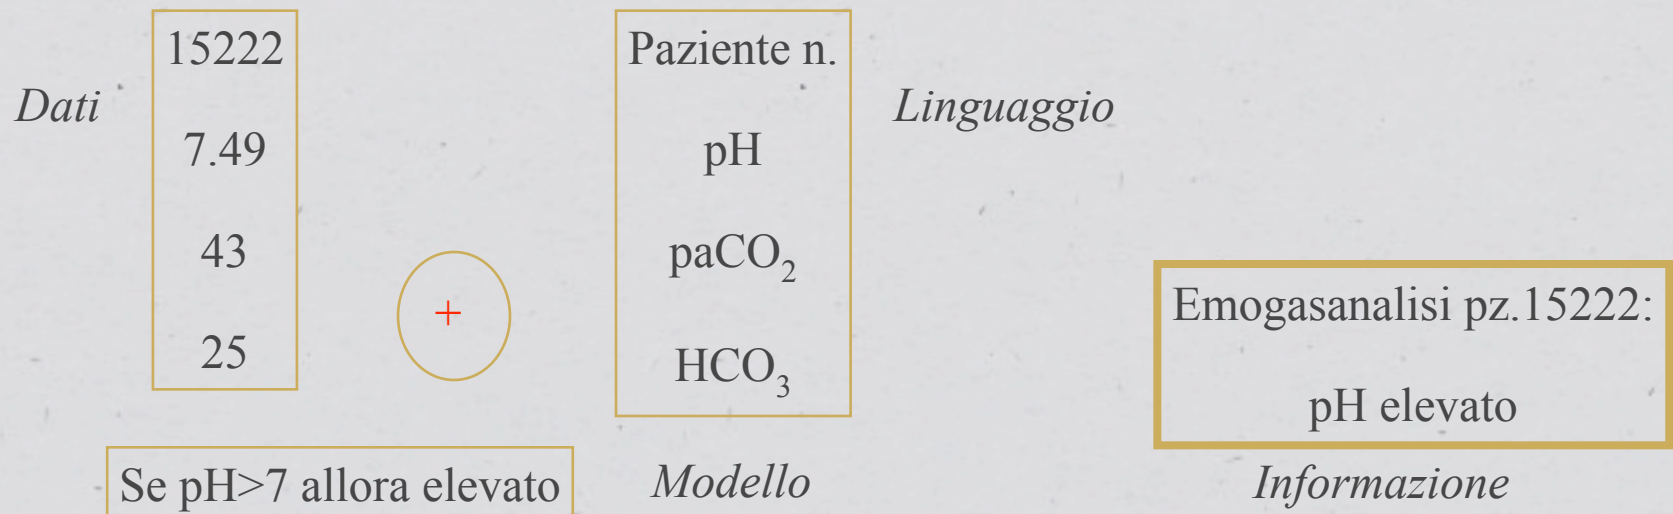 Dati
15222
7.49
43
25
+
Paziente n.
pH
paCO₂
HCO₃
Linguaggio
Se pH>7 allora elevato
Modello
Emogasanalisi pz.15222:
pH elevato
Informazione